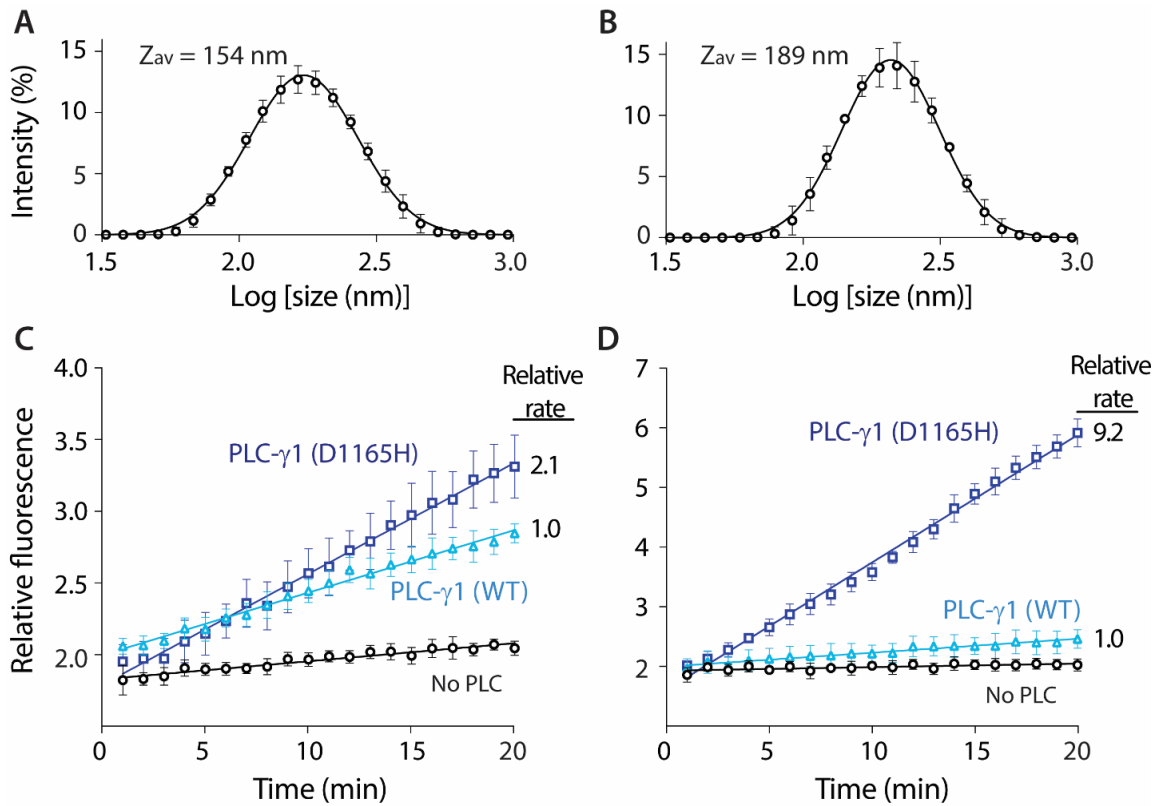 A
Zav = 154 nm
Intensity (%)
15
10
5
0
1.5 2.0 2.5 3.0
Log [size (nm)]
B
Zav = 189 nm
15
10
5
0
1.5 2.0 2.5 3.0
Log [size (nm)]
C
Relative fluorescence
4.0
3.5
3.0
2.5
2.0
Relative
rate
PLC-γ1 (D1165H)
2.1
1.0
PLC-γ1 (WT)
No PLC
0 5 10 15 20
Time (min)
D
7
6
5
4
3
2
Relative
rate
PLC-γ1 (D1165H)
9.2
PLC-γ1 (WT)
1.0
No PLC
0 5 10 15 20
Time (min)